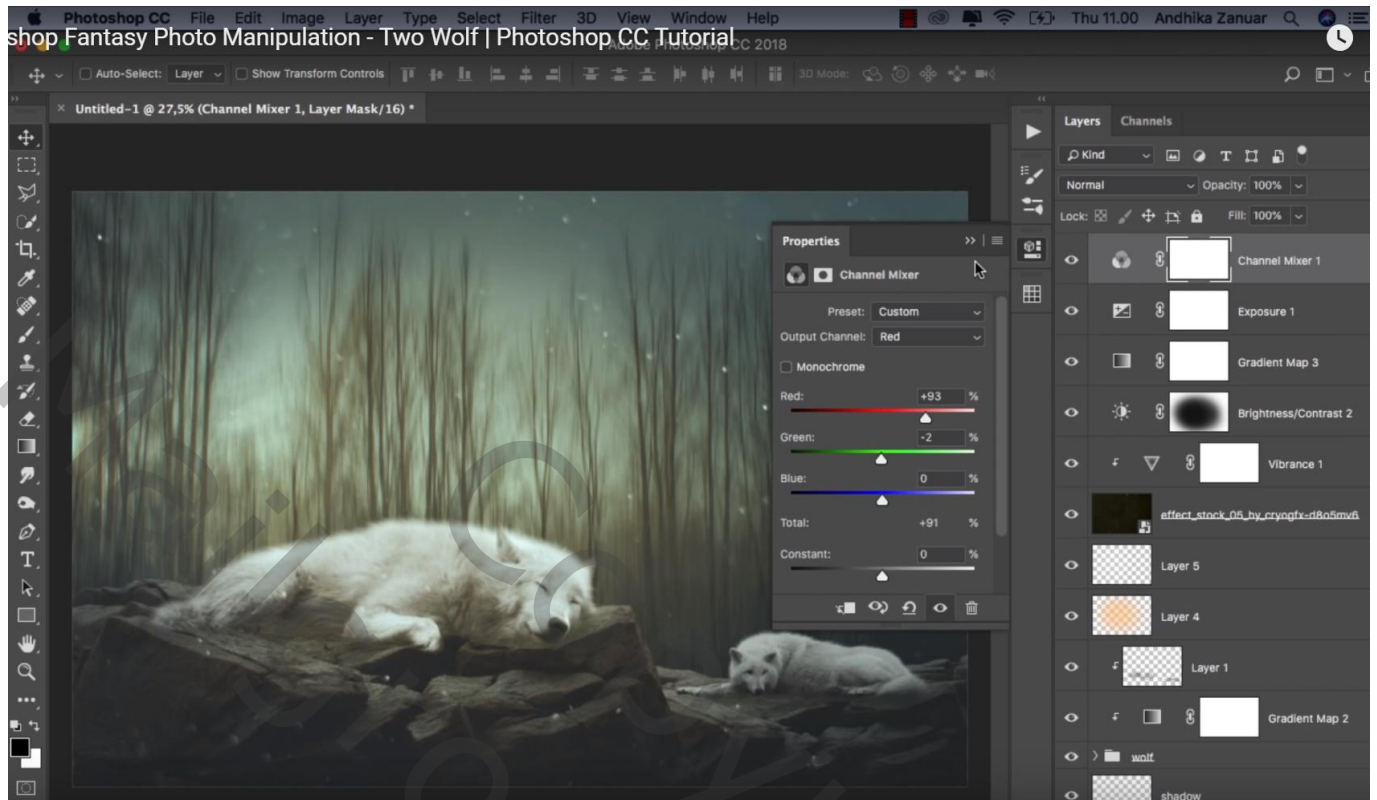 Photoshop CC File Edit Image Layer Type Select Filter 3D View Window Help Thu 11.00 Andhika Zanuar
shop Fantasy Photo Manipulation - Two Wolf | Photoshop CC Tutorial
Adobe Photoshop CC 2018
Auto-Select: Layer Show Transform Controls 3D Mode:
× Untitled-1 @ 27,5% (Channel Mixer 1, Layer Mask/16) *
Layers Channels
Kind
Normal Opacity: 100%
Lock: Fill: 100%
Properties
Channel Mixer
Preset: Custom
Output Channel: Red
Monochrome
Red: +93 %
Green: -2 %
Blue: 0 %
Total: +91 %
Constant: 0 %
Channel Mixer 1
Exposure 1
Gradient Map 3
Brightness/Contrast 2
Vibrance 1
effect_stock_05_by_cryogfx-d8o5mv6
Layer 5
Layer 4
Layer 1
Gradient Map 2
wolf
shadow